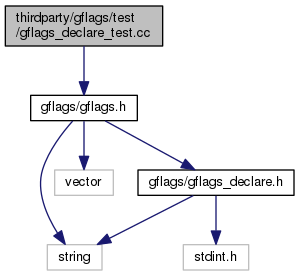 thirdparty/gflags/test
/gflags_declare_test.cc
gflags/gflags.h
vector
gflags/gflags_declare.h
string
stdint.h